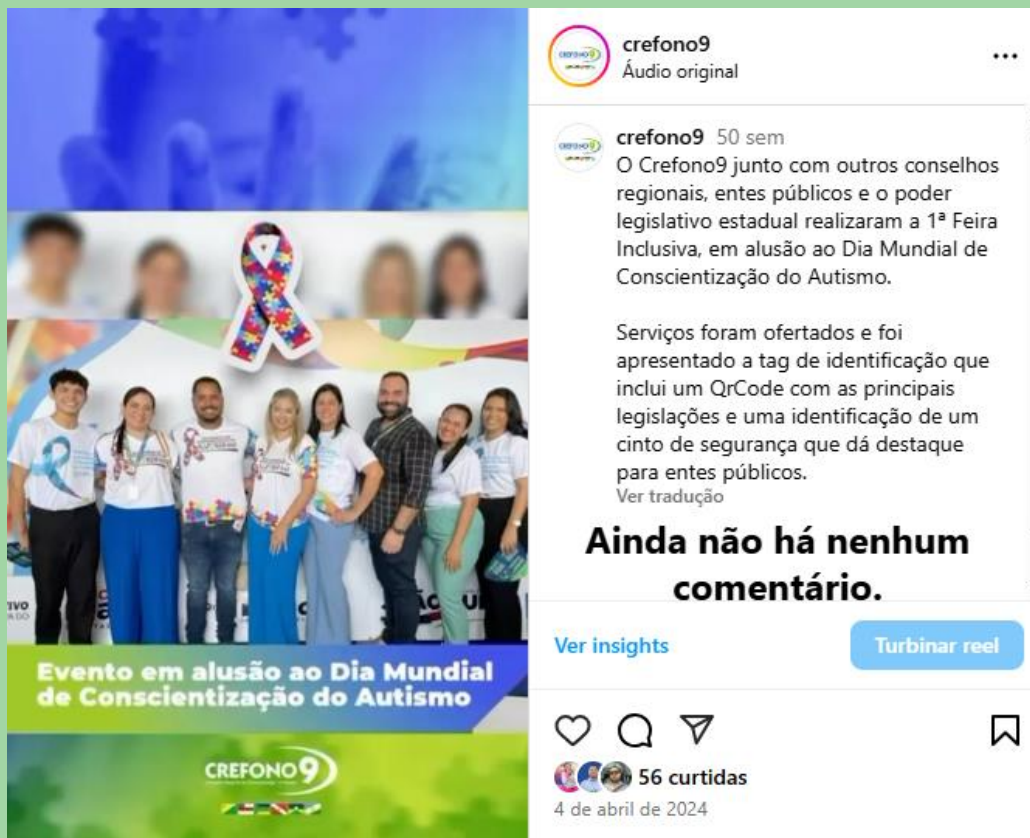 Evento em alusão ao Dia Mundial
de Conscientização do Autismo
CREFONO9
crefono9
Áudio original
crefono9 50 sem
O Crefono9 junto com outros conselhos
regionais, entes públicos e o poder
legislativo estadual realizaram a 1ª Feira
Inclusiva, em alusão ao Dia Mundial de
Conscientização do Autismo.
Serviços foram ofertados e foi
apresentado a tag de identificação que
inclui um QrCode com as principais
legislações e uma identificação de um
cinto de segurança que dá destaque
para entes públicos.
Ver tradução
Ainda não há nenhum
comentário.
Ver insights
Turbinar reel
56 curtidas
4 de abril de 2024